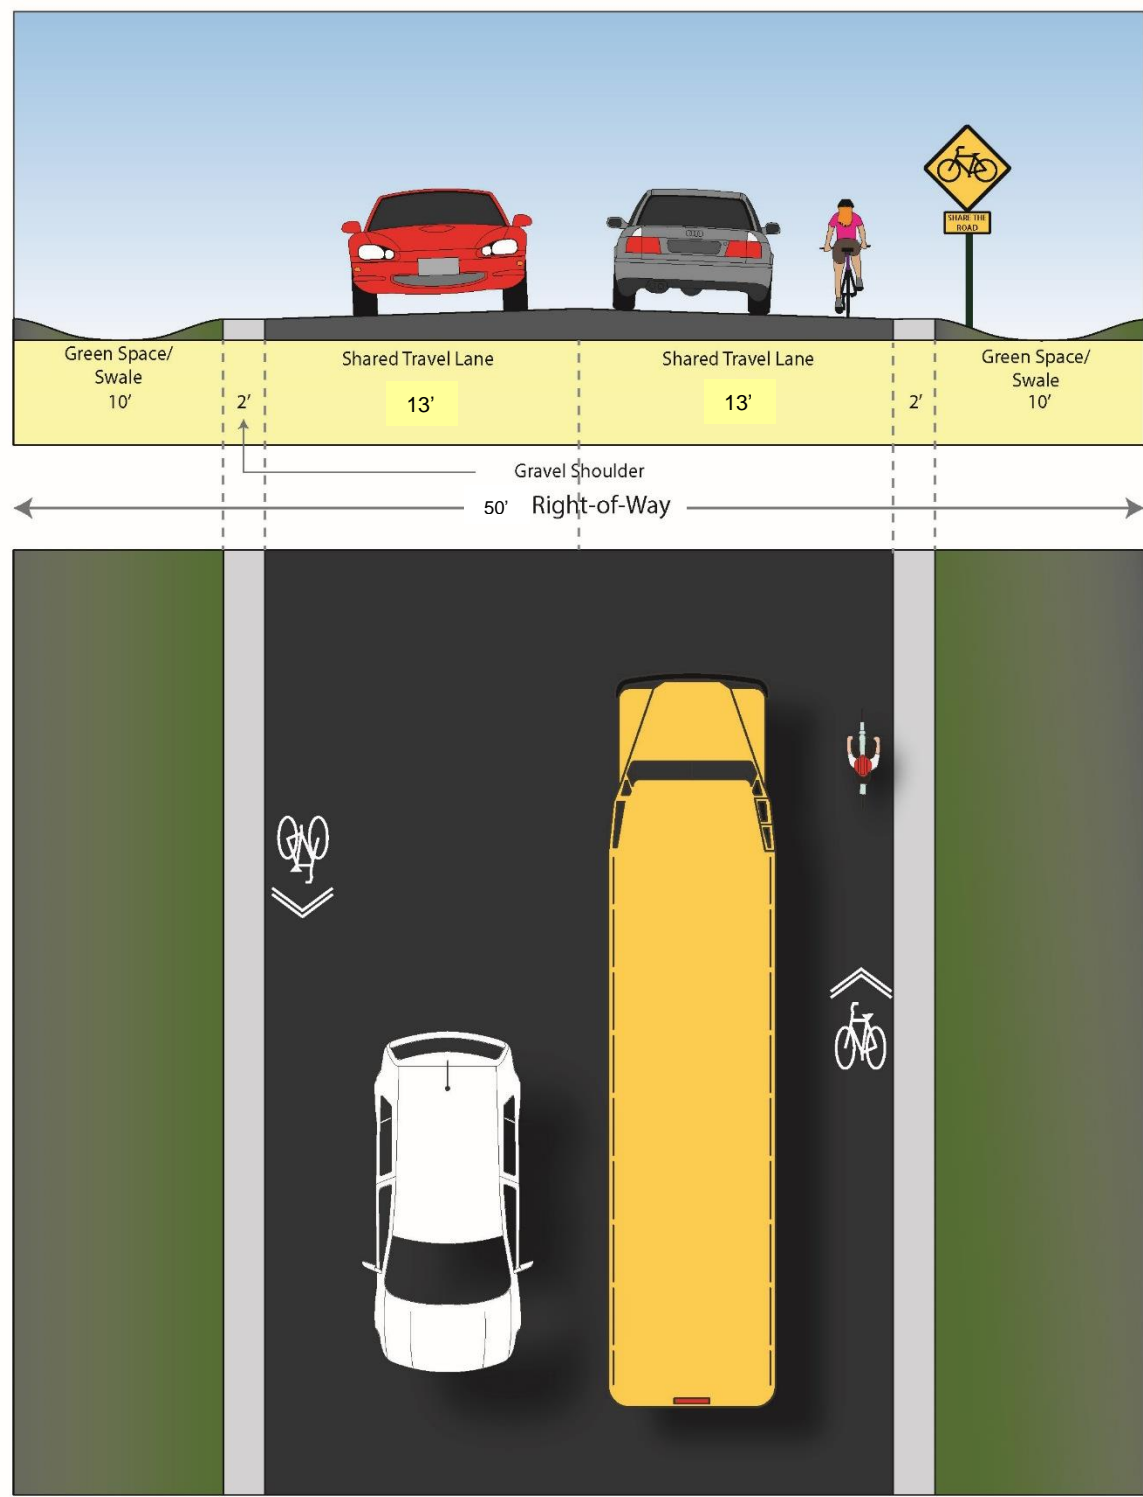 SHARE THE
ROAD
Green Space/
Swale
10’
2’
Shared Travel Lane
13’
Shared Travel Lane
13’
2’
Green Space/
Swale
10’
Gravel Shoulder
50’ Right-of-Way